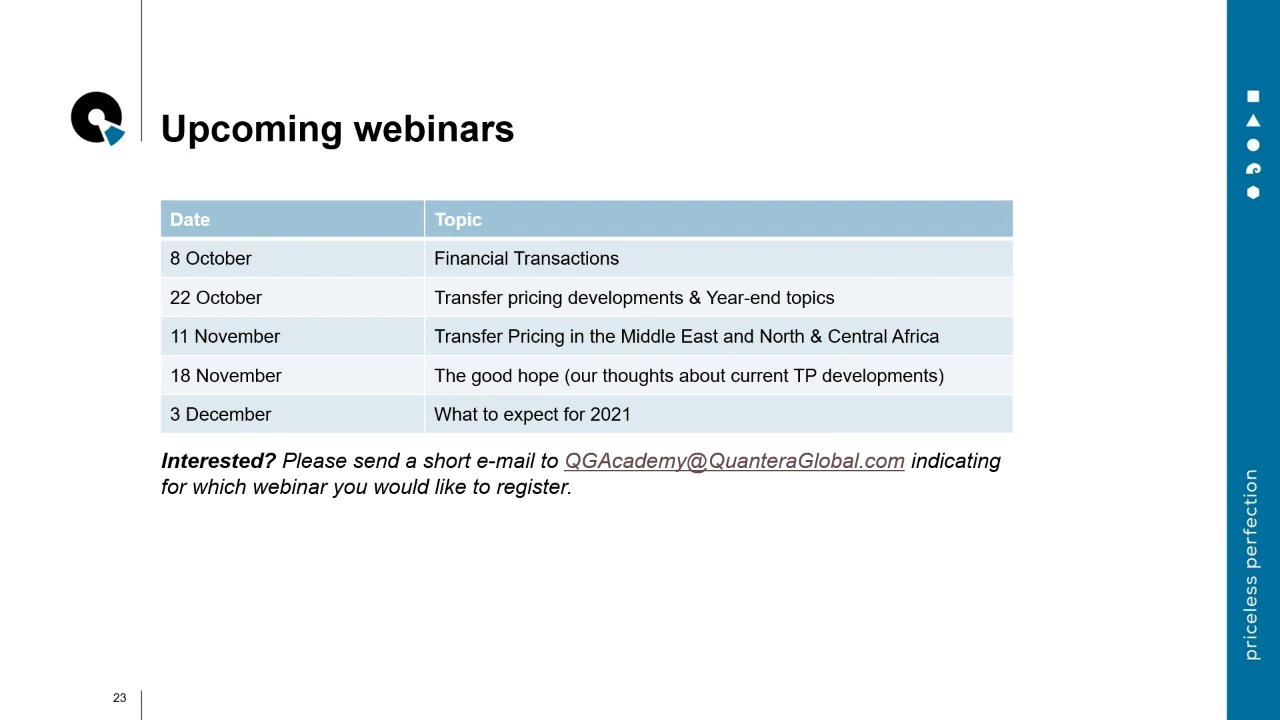 Upcoming webinars
Date Topic
8 October Financial Transactions
22 October Transfer pricing developments & Year-end topics
11 November Transfer Pricing in the Middle East and North & Central Africa
18 November The good hope (our thoughts about current TP developments)
3 December What to expect for 2021
Interested? Please send a short e-mail to QGAcademy@QuanteraGlobal.com indicating
for which webinar you would like to register.
priceless perfection
23